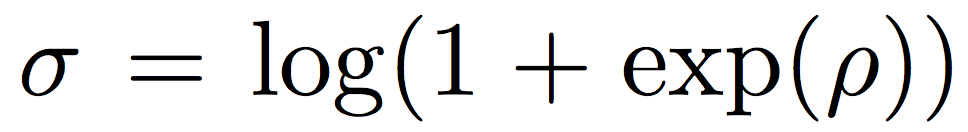 σ = log(1 + exp(ρ))